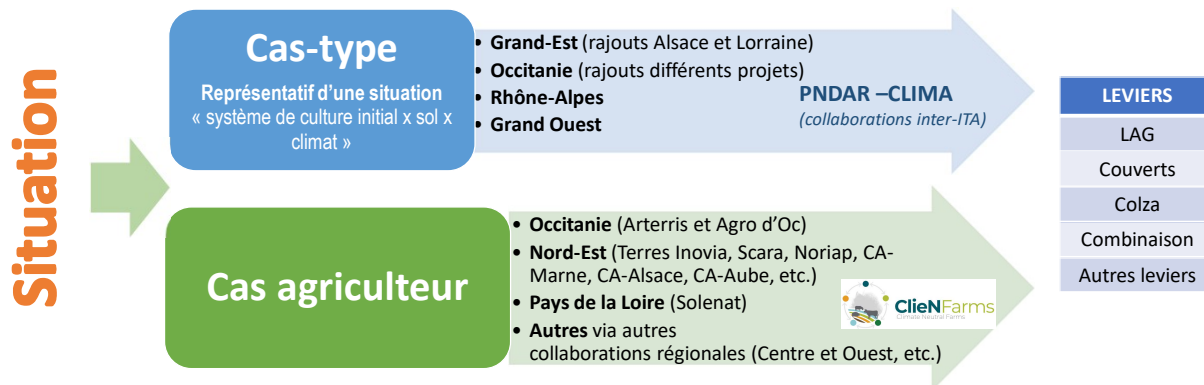 Situation
Cas-type
Représentatif d'une situation
« système de culture initial x sol x
climat »
• Grand-Est (rajouts Alsace et Lorraine)
• Occitanie (rajouts différents projets)
• Rhône-Alpes
• Grand Ouest
PNDAR –CLIMA
(collaborations inter-ITA)
Cas agriculteur
• Occitanie (Arterris et Agro d'Oc)
• Nord-Est (Terres Inovia, Scara, Noriap, CA-
Marne, CA-Alsace, CA-Aube, etc.)
• Pays de la Loire (Solenat)
• Autres via autres
collaborations régionales (Centre et Ouest, etc.)
ClieNFarms
Climate Neutral Farms
LEVIERS
LAG
Couverts
Colza
Combinaison
Autres leviers